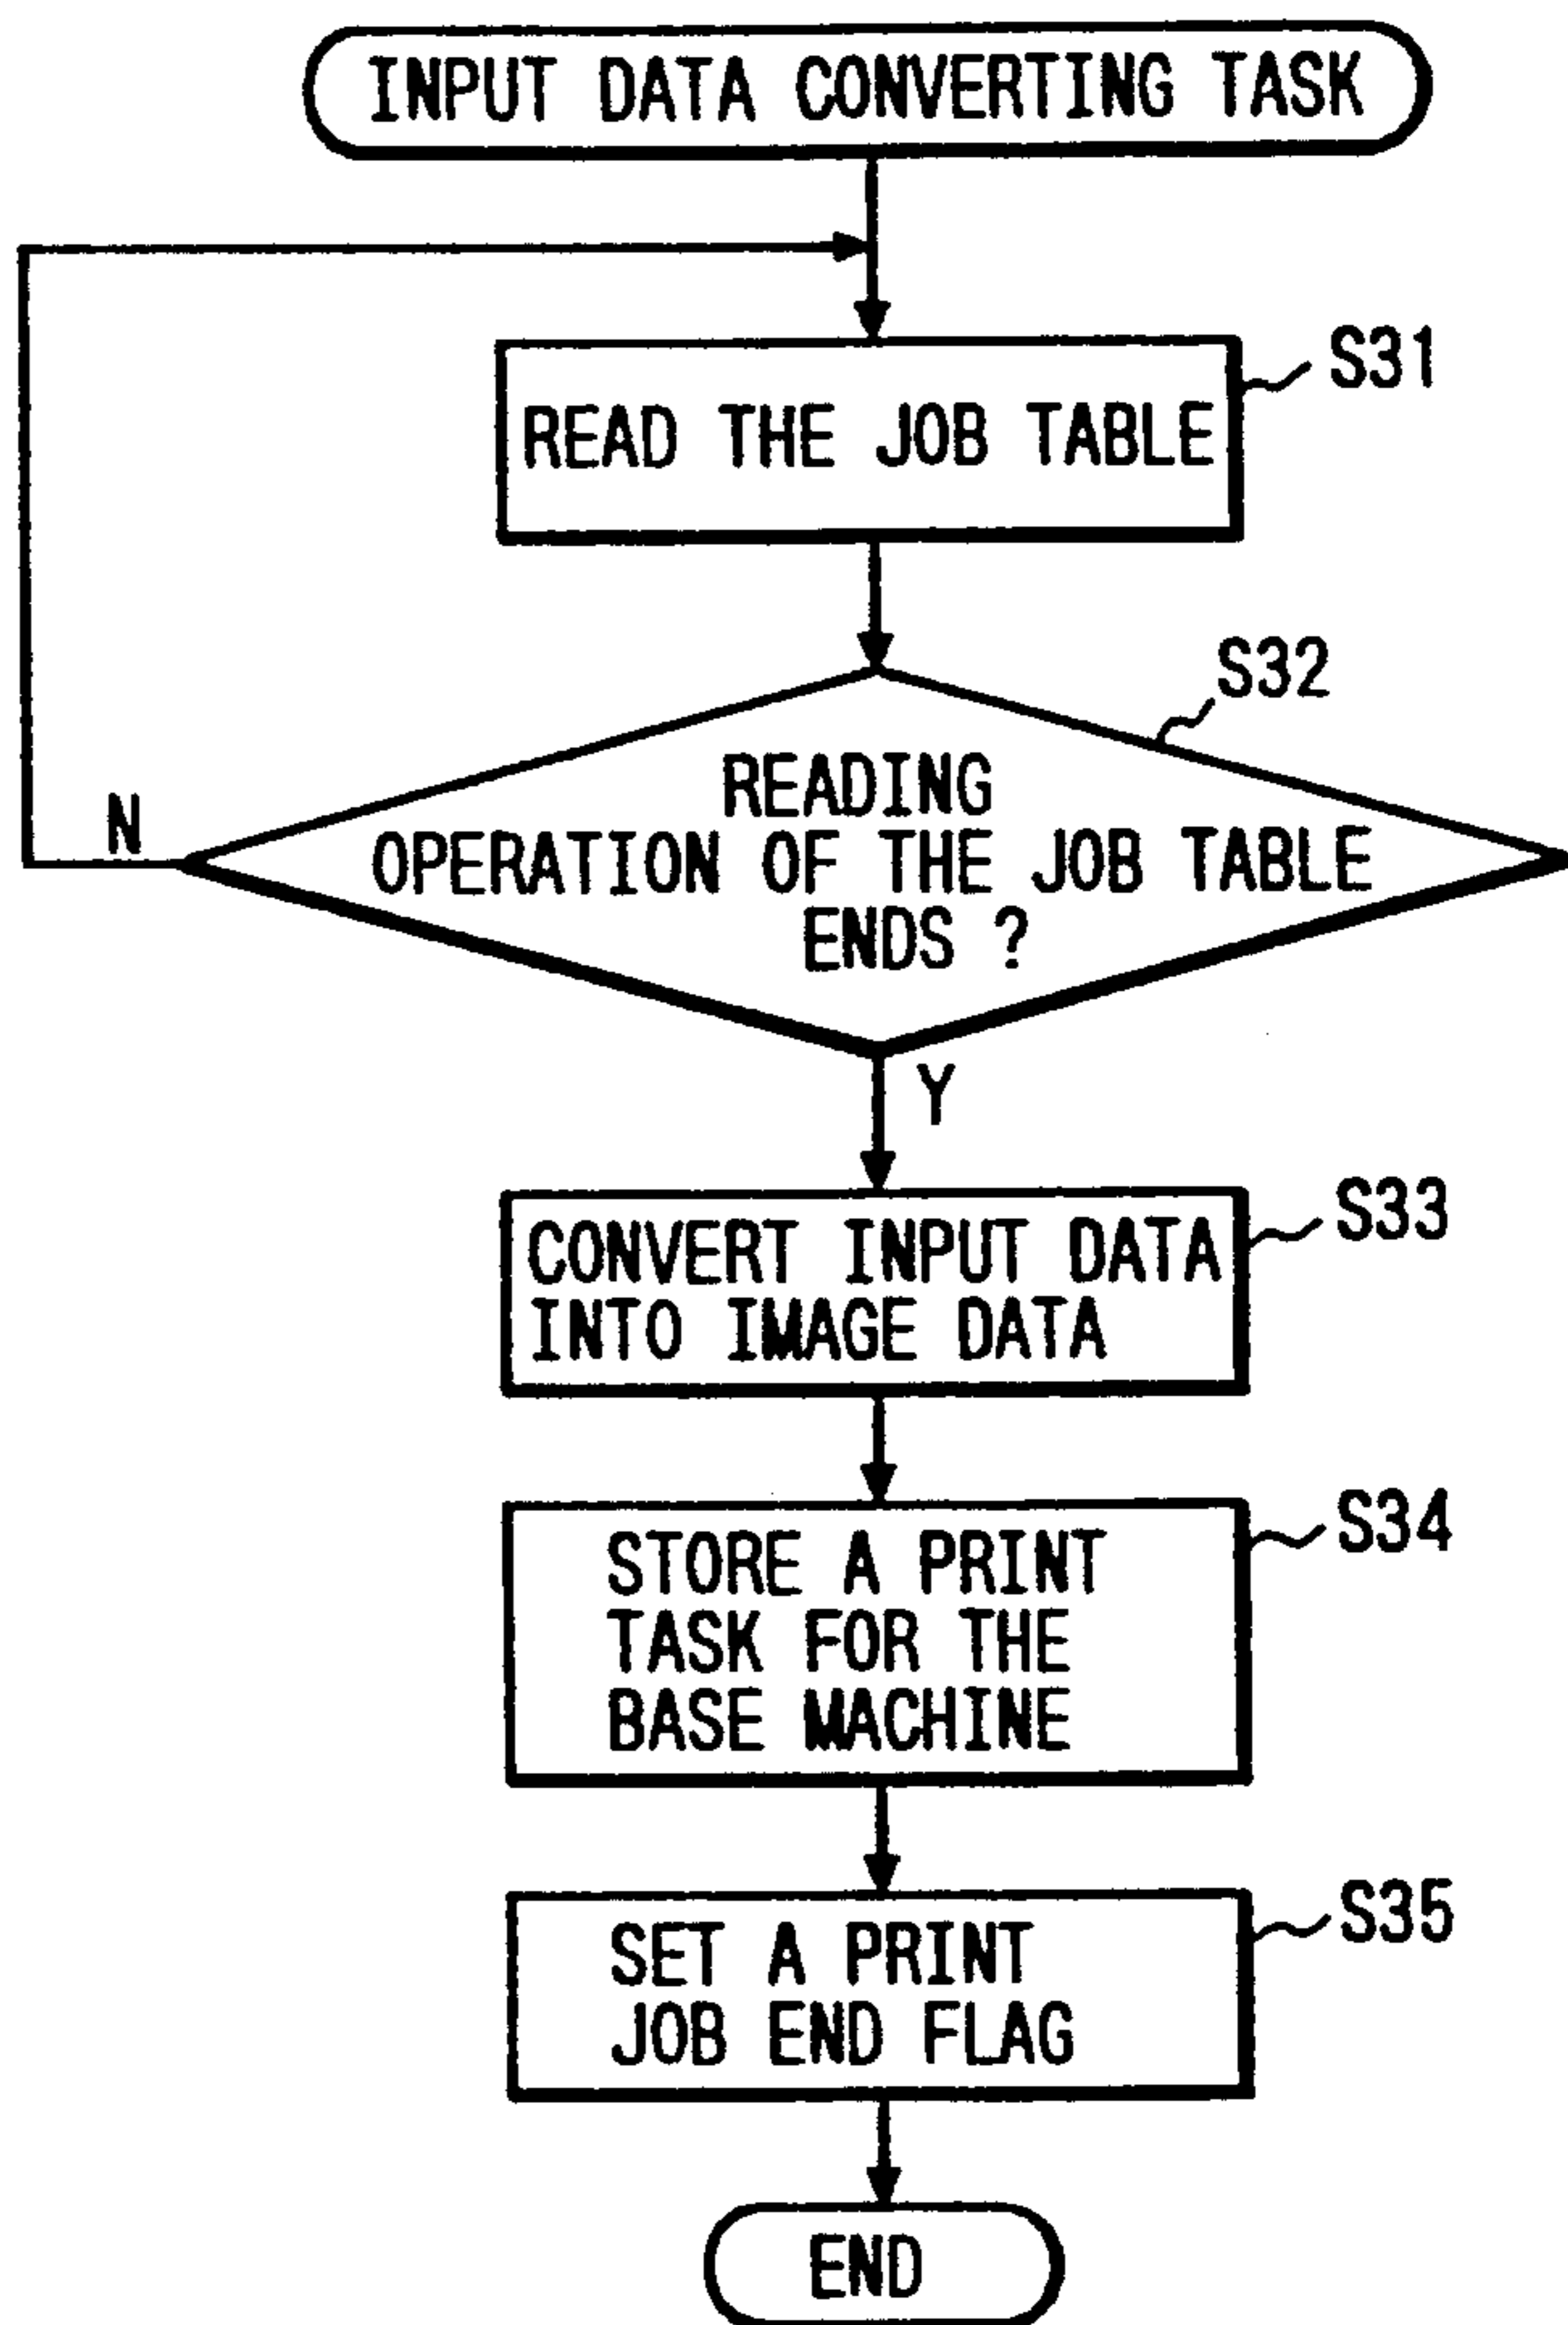 INPUT DATA CONVERTING TASK
S31
READ THE JOB TABLE
S32
READING
OPERATION OF THE JOB TABLE
ENDS ?
N
Y
S33
CONVERT INPUT DATA
INTO IMAGE DATA
S34
STORE A PRINT
TASK FOR THE
BASE MACHINE
S35
SET A PRINT
JOB END FLAG
END